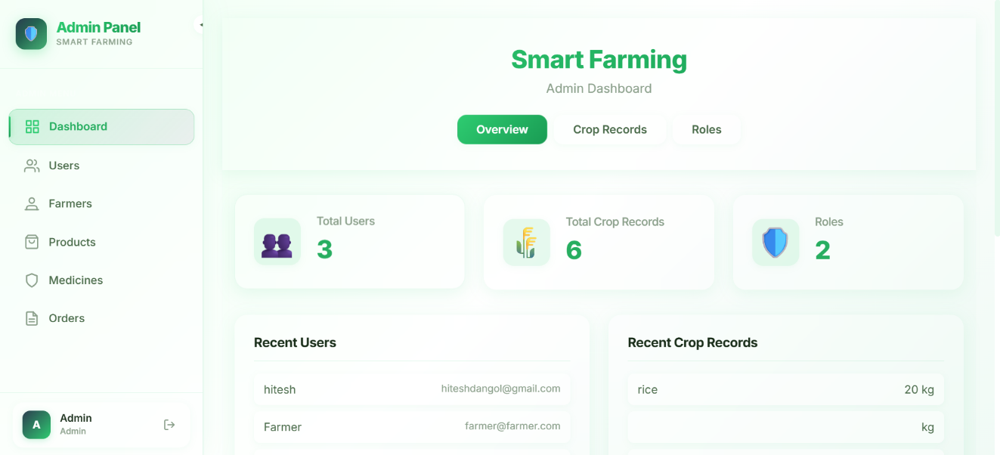 Admin Panel
SMART FARMING
Dashboard
Users
Farmers
Products
Medicines
Orders
A
Admin
Admin
Smart Farming
Admin Dashboard
Overview Crop Records Roles
Total Users
3
Total Crop Records
6
Roles
2
Recent Users
hitesh hiteshdangol@gmail.com
Farmer farmer@farmer.com
Recent Crop Records
rice 20 kg
kg